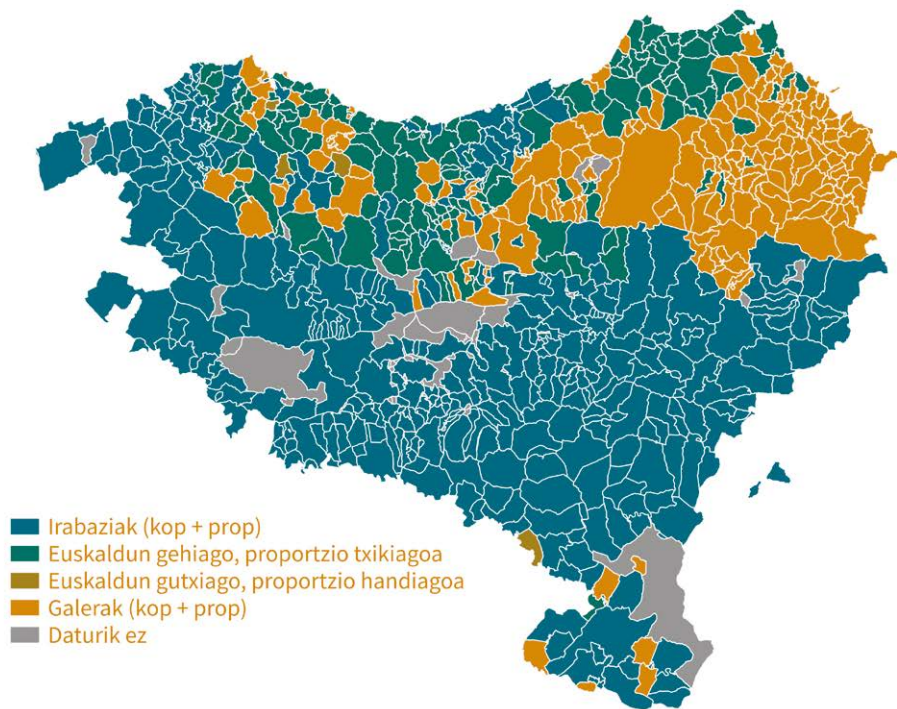 Irabaziak (kop + prop)
Euskaldun gehiago, proportzio txikiagoa
Euskaldun gutxiago, proportzio handiagoa
Galerak (kop + prop)
Daturik ez